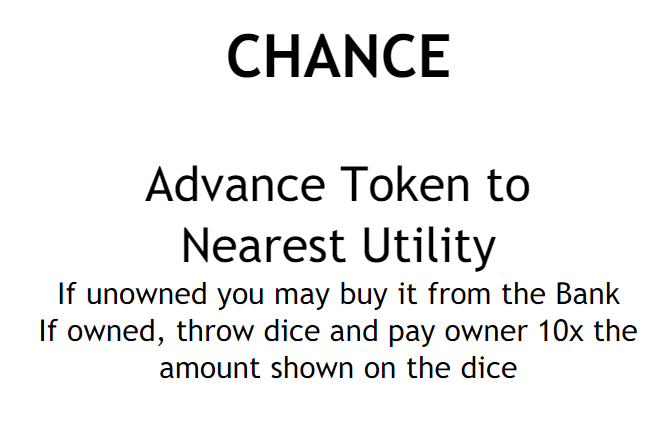 CHANCE
Advance Token to
Nearest Utility
If unowned you may buy it from the Bank
If owned, throw dice and pay owner 10x the
amount shown on the dice